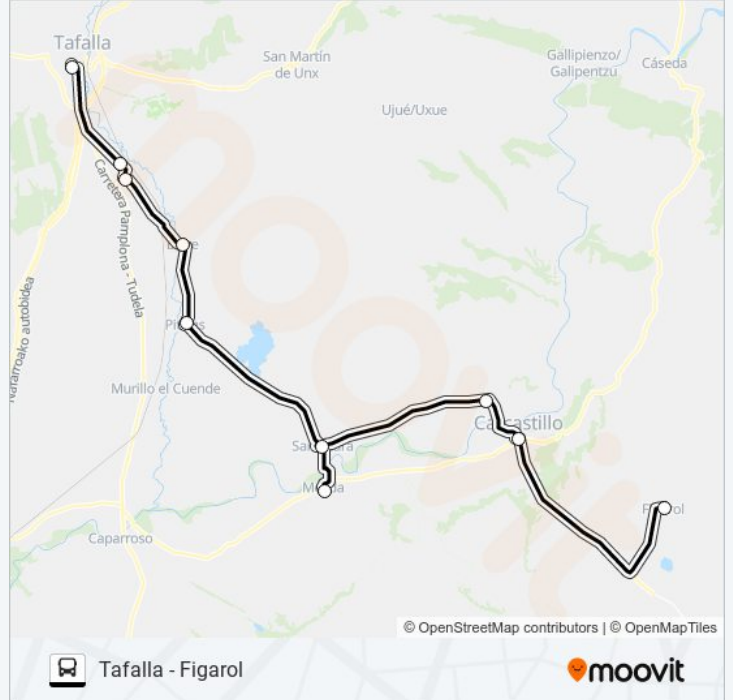 Tafalla
San Martín
de Unx
Gallipienzo/
Galipentzu
Cáseda
Ujué/Uxue
Carretera Pamplona - Tudela
Nafarroako autobidea
Murillo el Cuende
Carcastillo
Caparroso
© OpenStreetMap contributors | © OpenMapTiles
Tafalla - Figarol
moovit